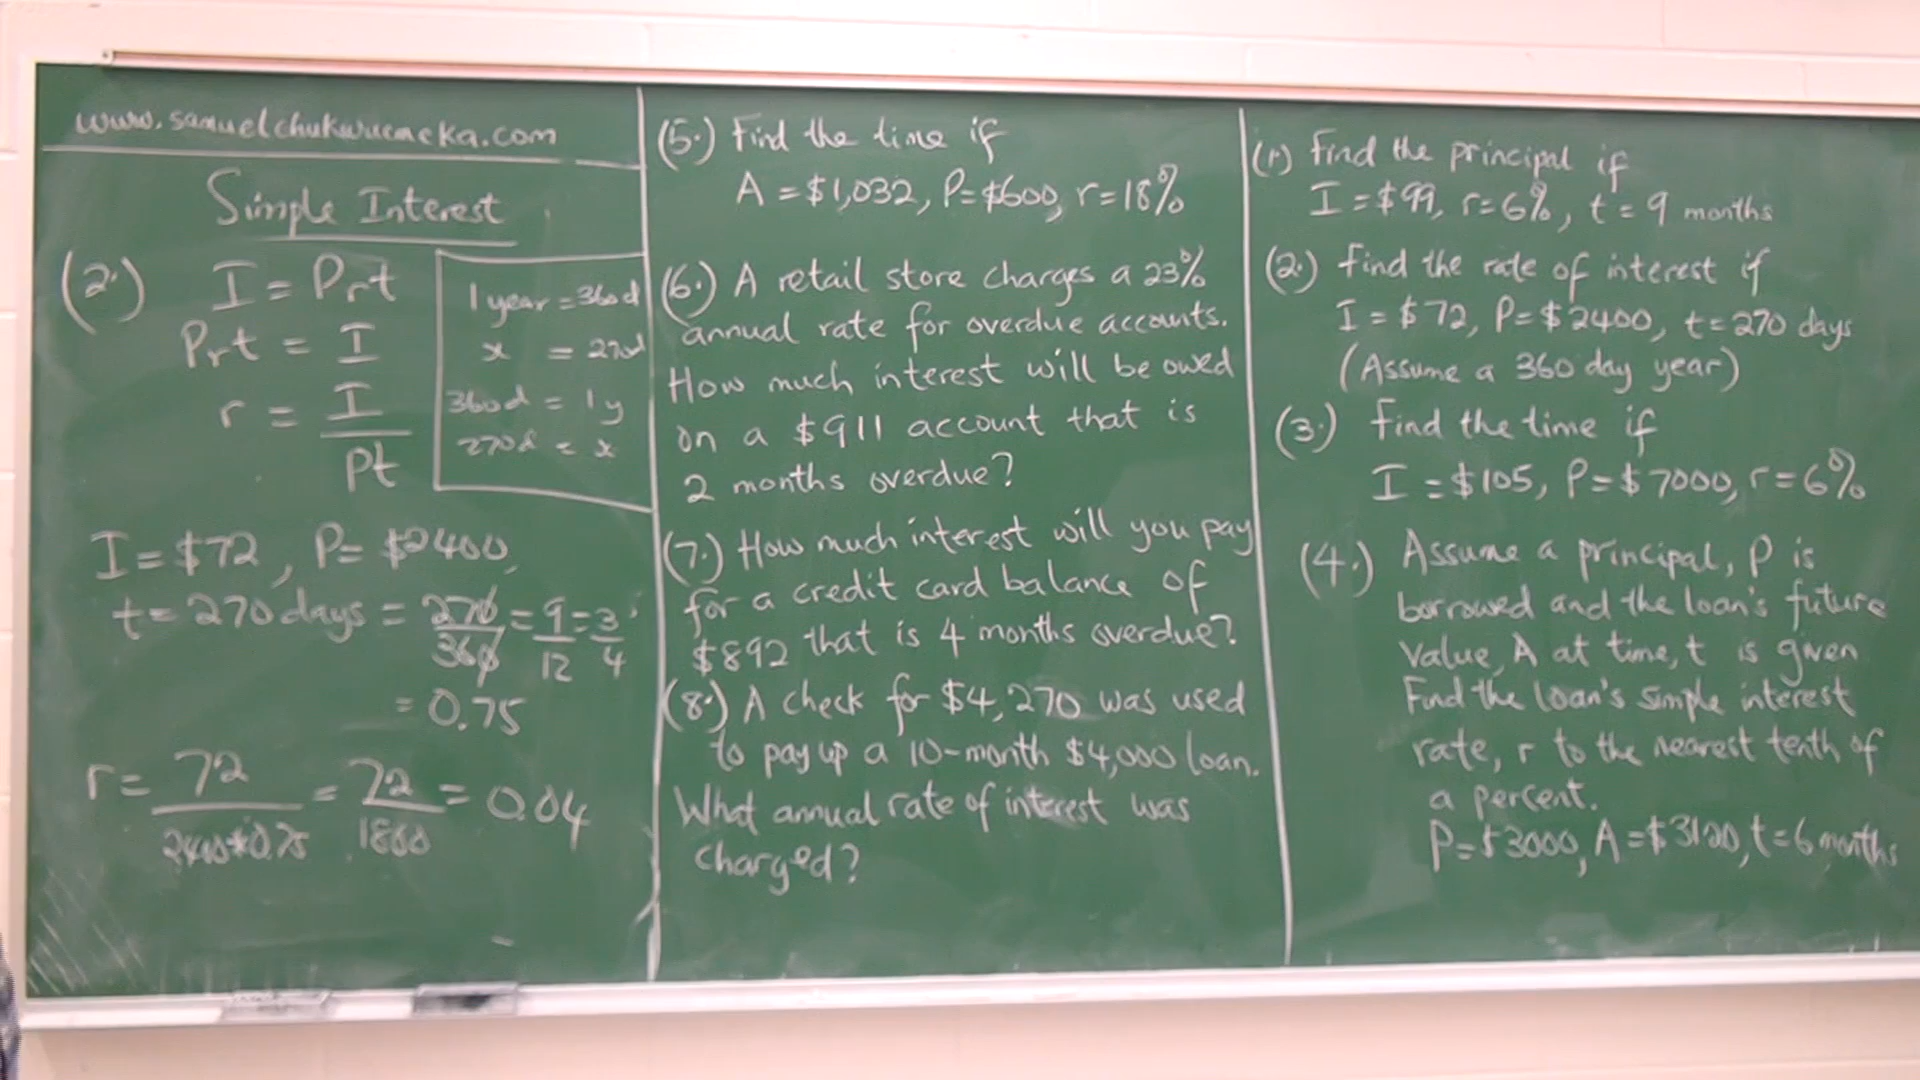 www.samuelchukwuemeka.com
Simple Interest
(2.) I = Prt
Prt = I
r = I
Pt
1 year = 360d
x = 270d
360d = 1y
270d = x
I = $72, P = $2400,
t = 270 days = 270 = 9 = 3
360 12 4
= 0.75
r = 72 = 72 = 0.04
2400*0.75 1800
(5.) Find the time if
A = $1,032, P=$600, r=18%
(6.) A retail store charges a 23%
annual rate for overdue accounts.
How much interest will be owed
on a $911 account that is
2 months overdue?
(7.) How much interest will you pay
for a credit card balance of
$892 that is 4 months overdue?
(8.) A check for $4,270 was used
to pay up a 10-month $4,000 loan.
What annual rate of interest was
charged?
(1.) Find the principal if
I = $99, r=6%, t = 9 months
(2.) Find the rate of interest if
I = $72, P=$2400, t=270 days
(Assume a 360 day year)
(3.) Find the time if
I = $105, P=$7000, r=6%
(4.) Assume a principal, P is
borrowed and the loan's future
value, A at time, t is given
Find the loan's simple interest
rate, r to the nearest tenth of
a percent.
P=$3000, A=$3120, t=6 months